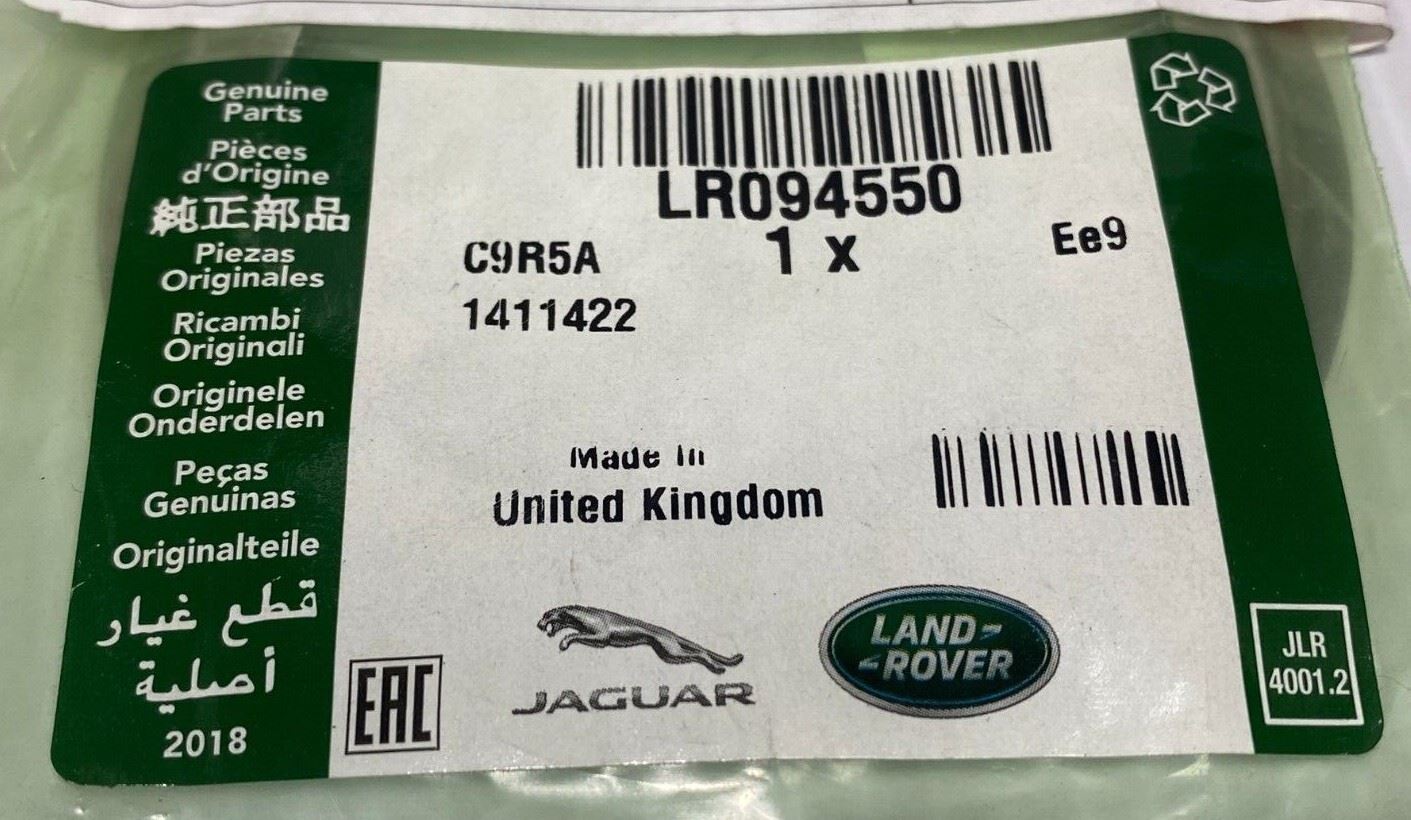 Genuine
Parts
Pièces
d'Origine
純正部品
Piezas
Originales
Ricambi
Originali
Originele
Onderdelen
Peças
Genuinas
Originalteile
قطع غيار
أصلية
2018
LR094550
1 x
Ee9
C9R5A
1411422
Made In
United Kingdom
EAC
JAGUAR
LAND-
-ROVER
JLR
4001.2